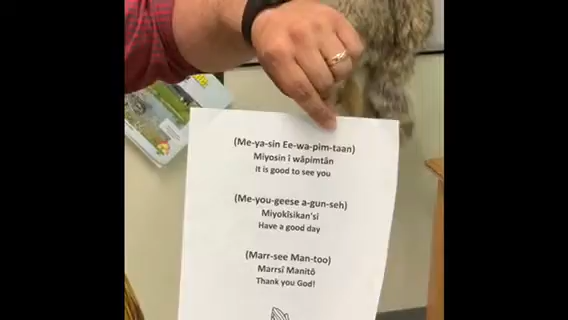 (Me-ya-sin Ee-wa-pim-taan)
Miyosin î wâpimtân
It is good to see you
(Me-you-geese a-gun-seh)
Miyokîsikan'si
Have a good day
(Marr-see Man-too)
Marrsî Manitô
Thank you God!